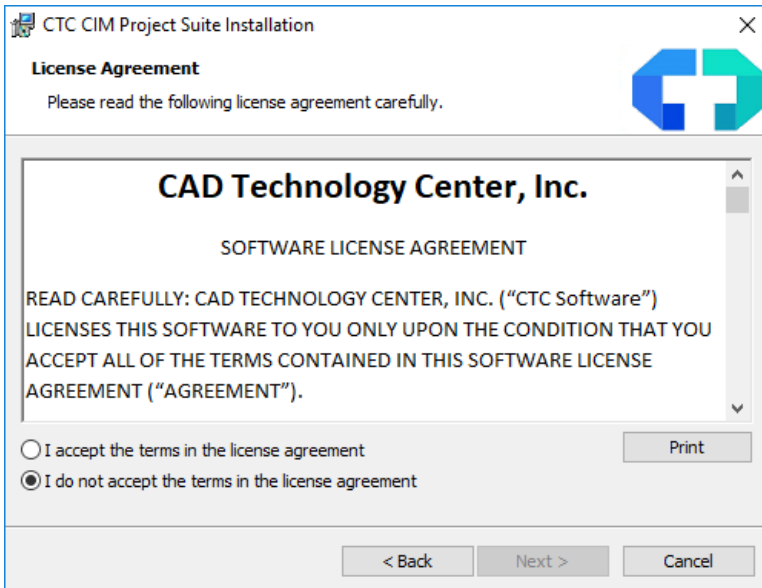 CTC CIM Project Suite Installation
License Agreement
Please read the following license agreement carefully.
CAD Technology Center, Inc.
SOFTWARE LICENSE AGREEMENT
READ CAREFULLY: CAD TECHNOLOGY CENTER, INC. (“CTC Software”)
LICENSES THIS SOFTWARE TO YOU ONLY UPON THE CONDITION THAT YOU
ACCEPT ALL OF THE TERMS CONTAINED IN THIS SOFTWARE LICENSE
AGREEMENT (“AGREEMENT”).
I accept the terms in the license agreement
Print
I do not accept the terms in the license agreement
< Back
Next >
Cancel